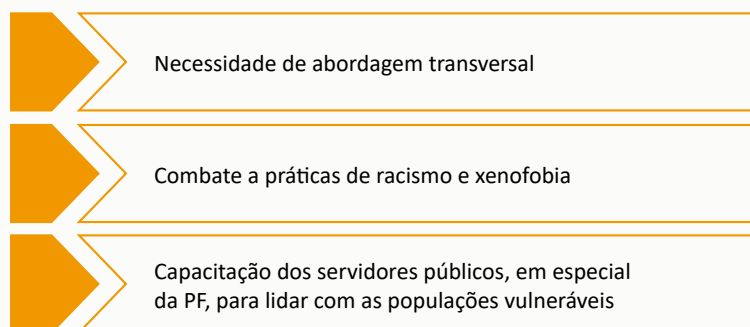 Necessidade de abordagem transversal
Combate a práticas de racismo e xenofobia
Capacitação dos servidores públicos, em especial
da PF, para lidar com as populações vulneráveis